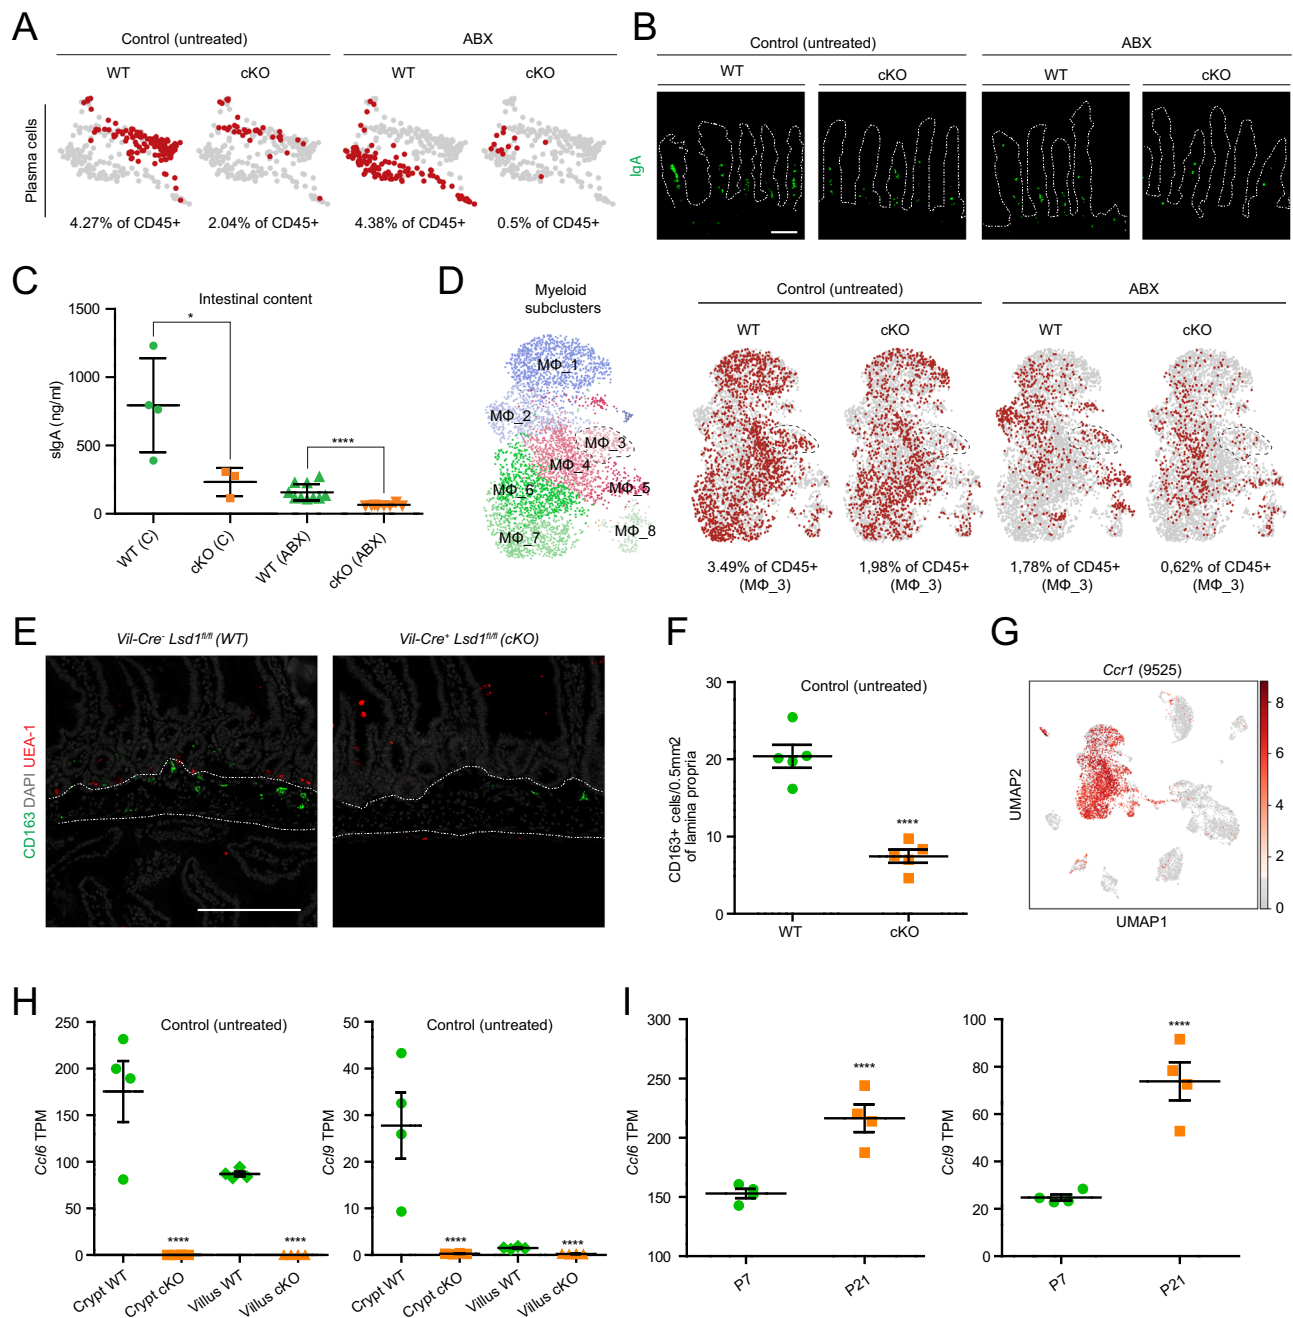 A
Control (untreated)
ABX
WT
cKO
WT
cKO
Plasma cells
4.27% of CD45+
2.04% of CD45+
4.38% of CD45+
0.5% of CD45+
B
Control (untreated)
ABX
WT
cKO
WT
cKO
IgA
C
Intestinal content
sIgA (ng/ml)
1500
1000
500
0
*
****
WT (C)
cKO (C)
WT (ABX)
cKO (ABX)
D
Myeloid
subclusters
MΦ_1
MΦ_2
MΦ_3
MΦ_4
MΦ_5
MΦ_6
MΦ_7
MΦ_8
Control (untreated)
ABX
WT
cKO
WT
cKO
3.49% of CD45+
(MΦ_3)
1,98% of CD45+
(MΦ_3)
1,78% of CD45+
(MΦ_3)
0,62% of CD45+
(MΦ_3)
E
Vil-Cre- Lsd1fl/fl (WT)
Vil-Cre+ Lsd1fl/fl (cKO)
CD163 DAPI UEA-1
F
Control (untreated)
CD163+ cells/0.5mm2
of lamina propria
30
20
10
0
****
WT
cKO
G
Ccr1 (9525)
UMAP2
UMAP1
8
6
4
2
0
H
Control (untreated)
Ccl6 TPM
250
200
150
100
50
0
****
****
Crypt WT
Crypt cKO
Villus WT
Villus cKO
Control (untreated)
Ccl9 TPM
50
40
30
20
10
0
****
****
Crypt WT
Crypt cKO
Villus WT
Villus cKO
I
Ccl6 TPM
300
250
200
150
100
****
P7
P21
Ccl9 TPM
100
80
60
40
20
0
****
P7
P21